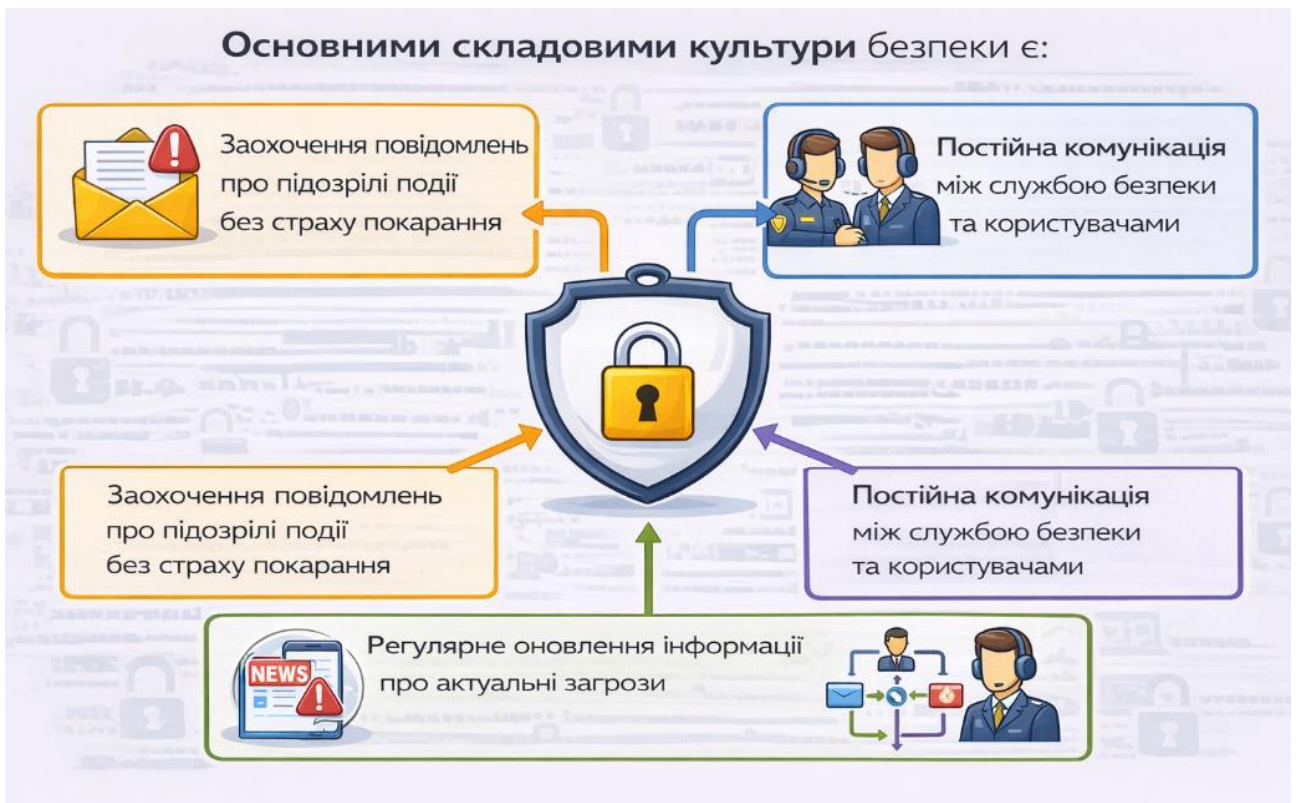 Основними складовими культури безпеки є:
Заохочення повідомлень
про підозрілі події
без страху покарання
Постійна комунікація
між службою безпеки
та користувачами
Заохочення повідомлень
про підозрілі події
без страху покарання
Постійна комунікація
між службою безпеки
та користувачами
Регулярне оновлення інформації
про актуальні загрози
NEWS